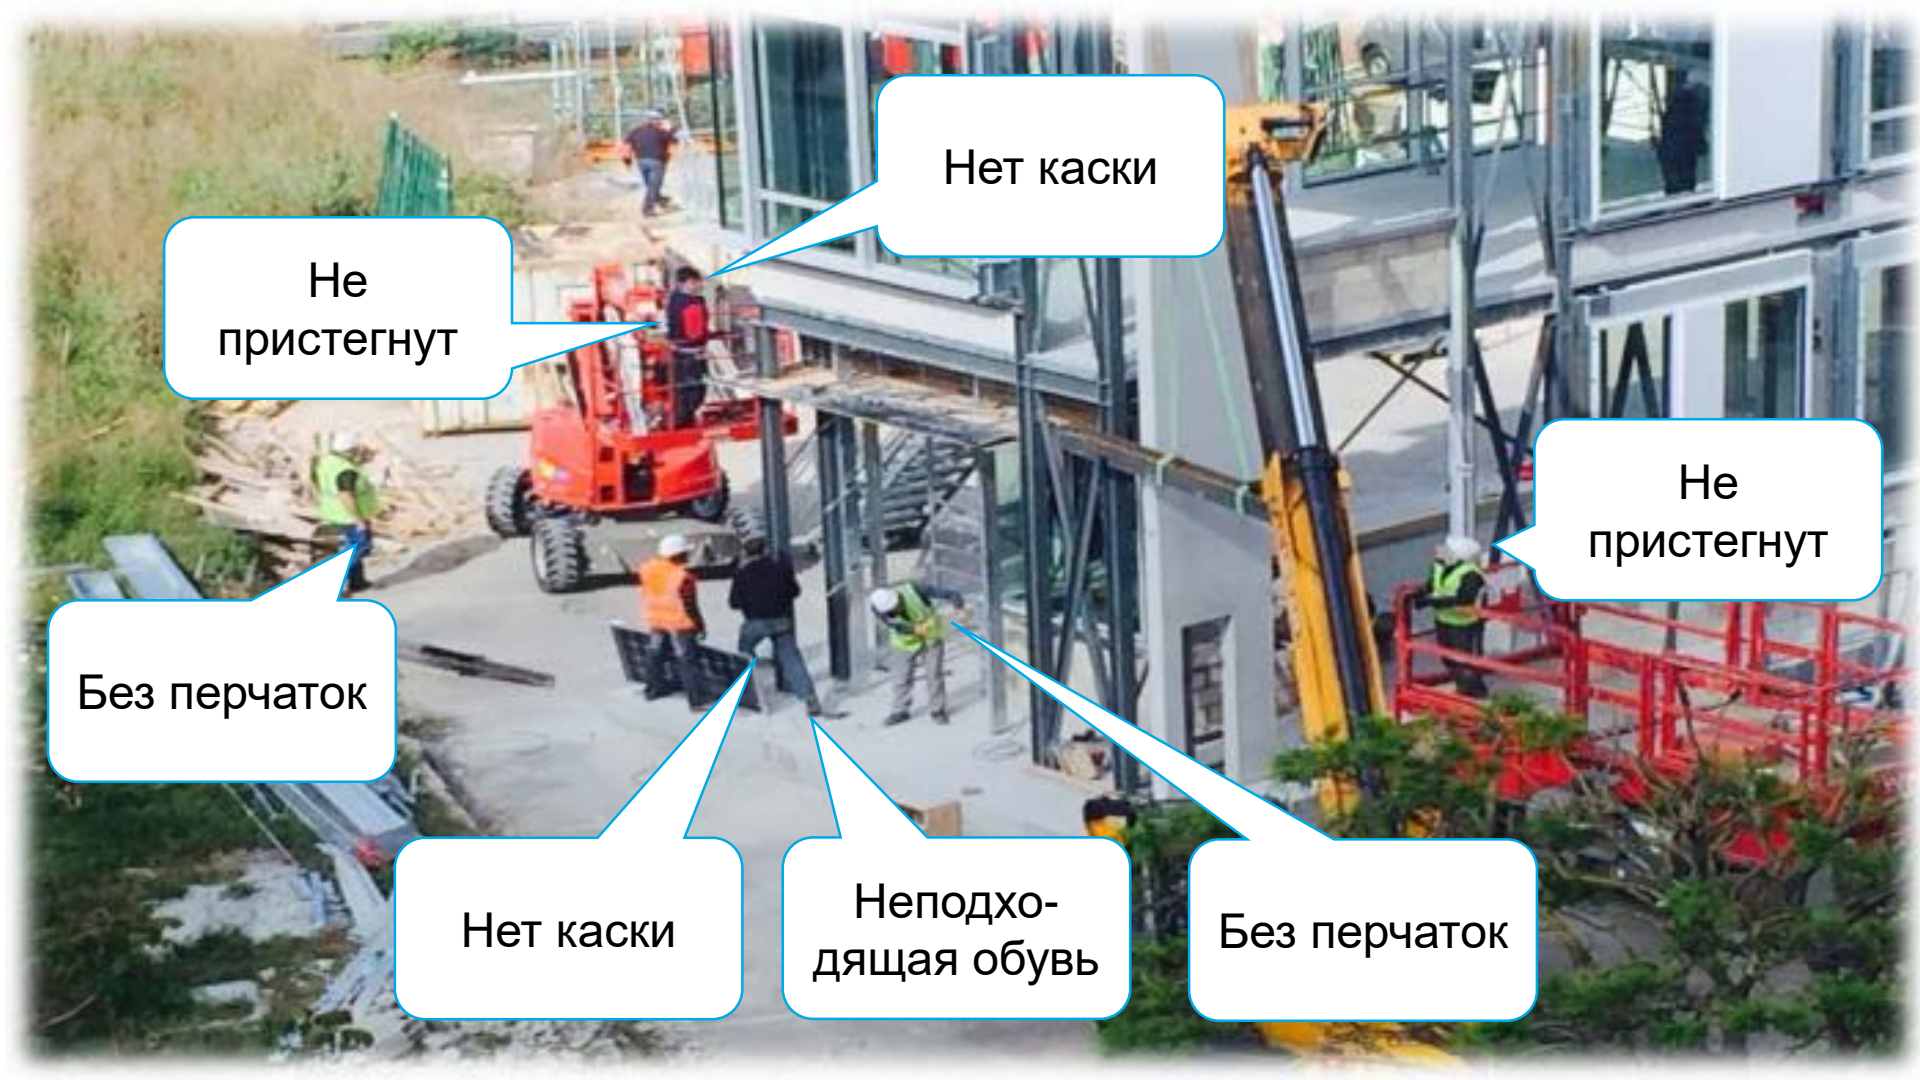 Нет каски
Не
пристегнут
Не
пристегнут
Без перчаток
Нет каски
Неподхо-
дящая обувь
Без перчаток